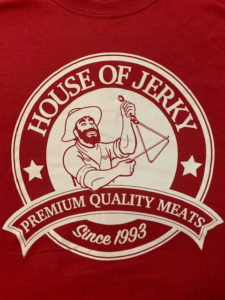 HOUSE OF JERKY
PREMIUM QUALITY MEATS
Since 1993